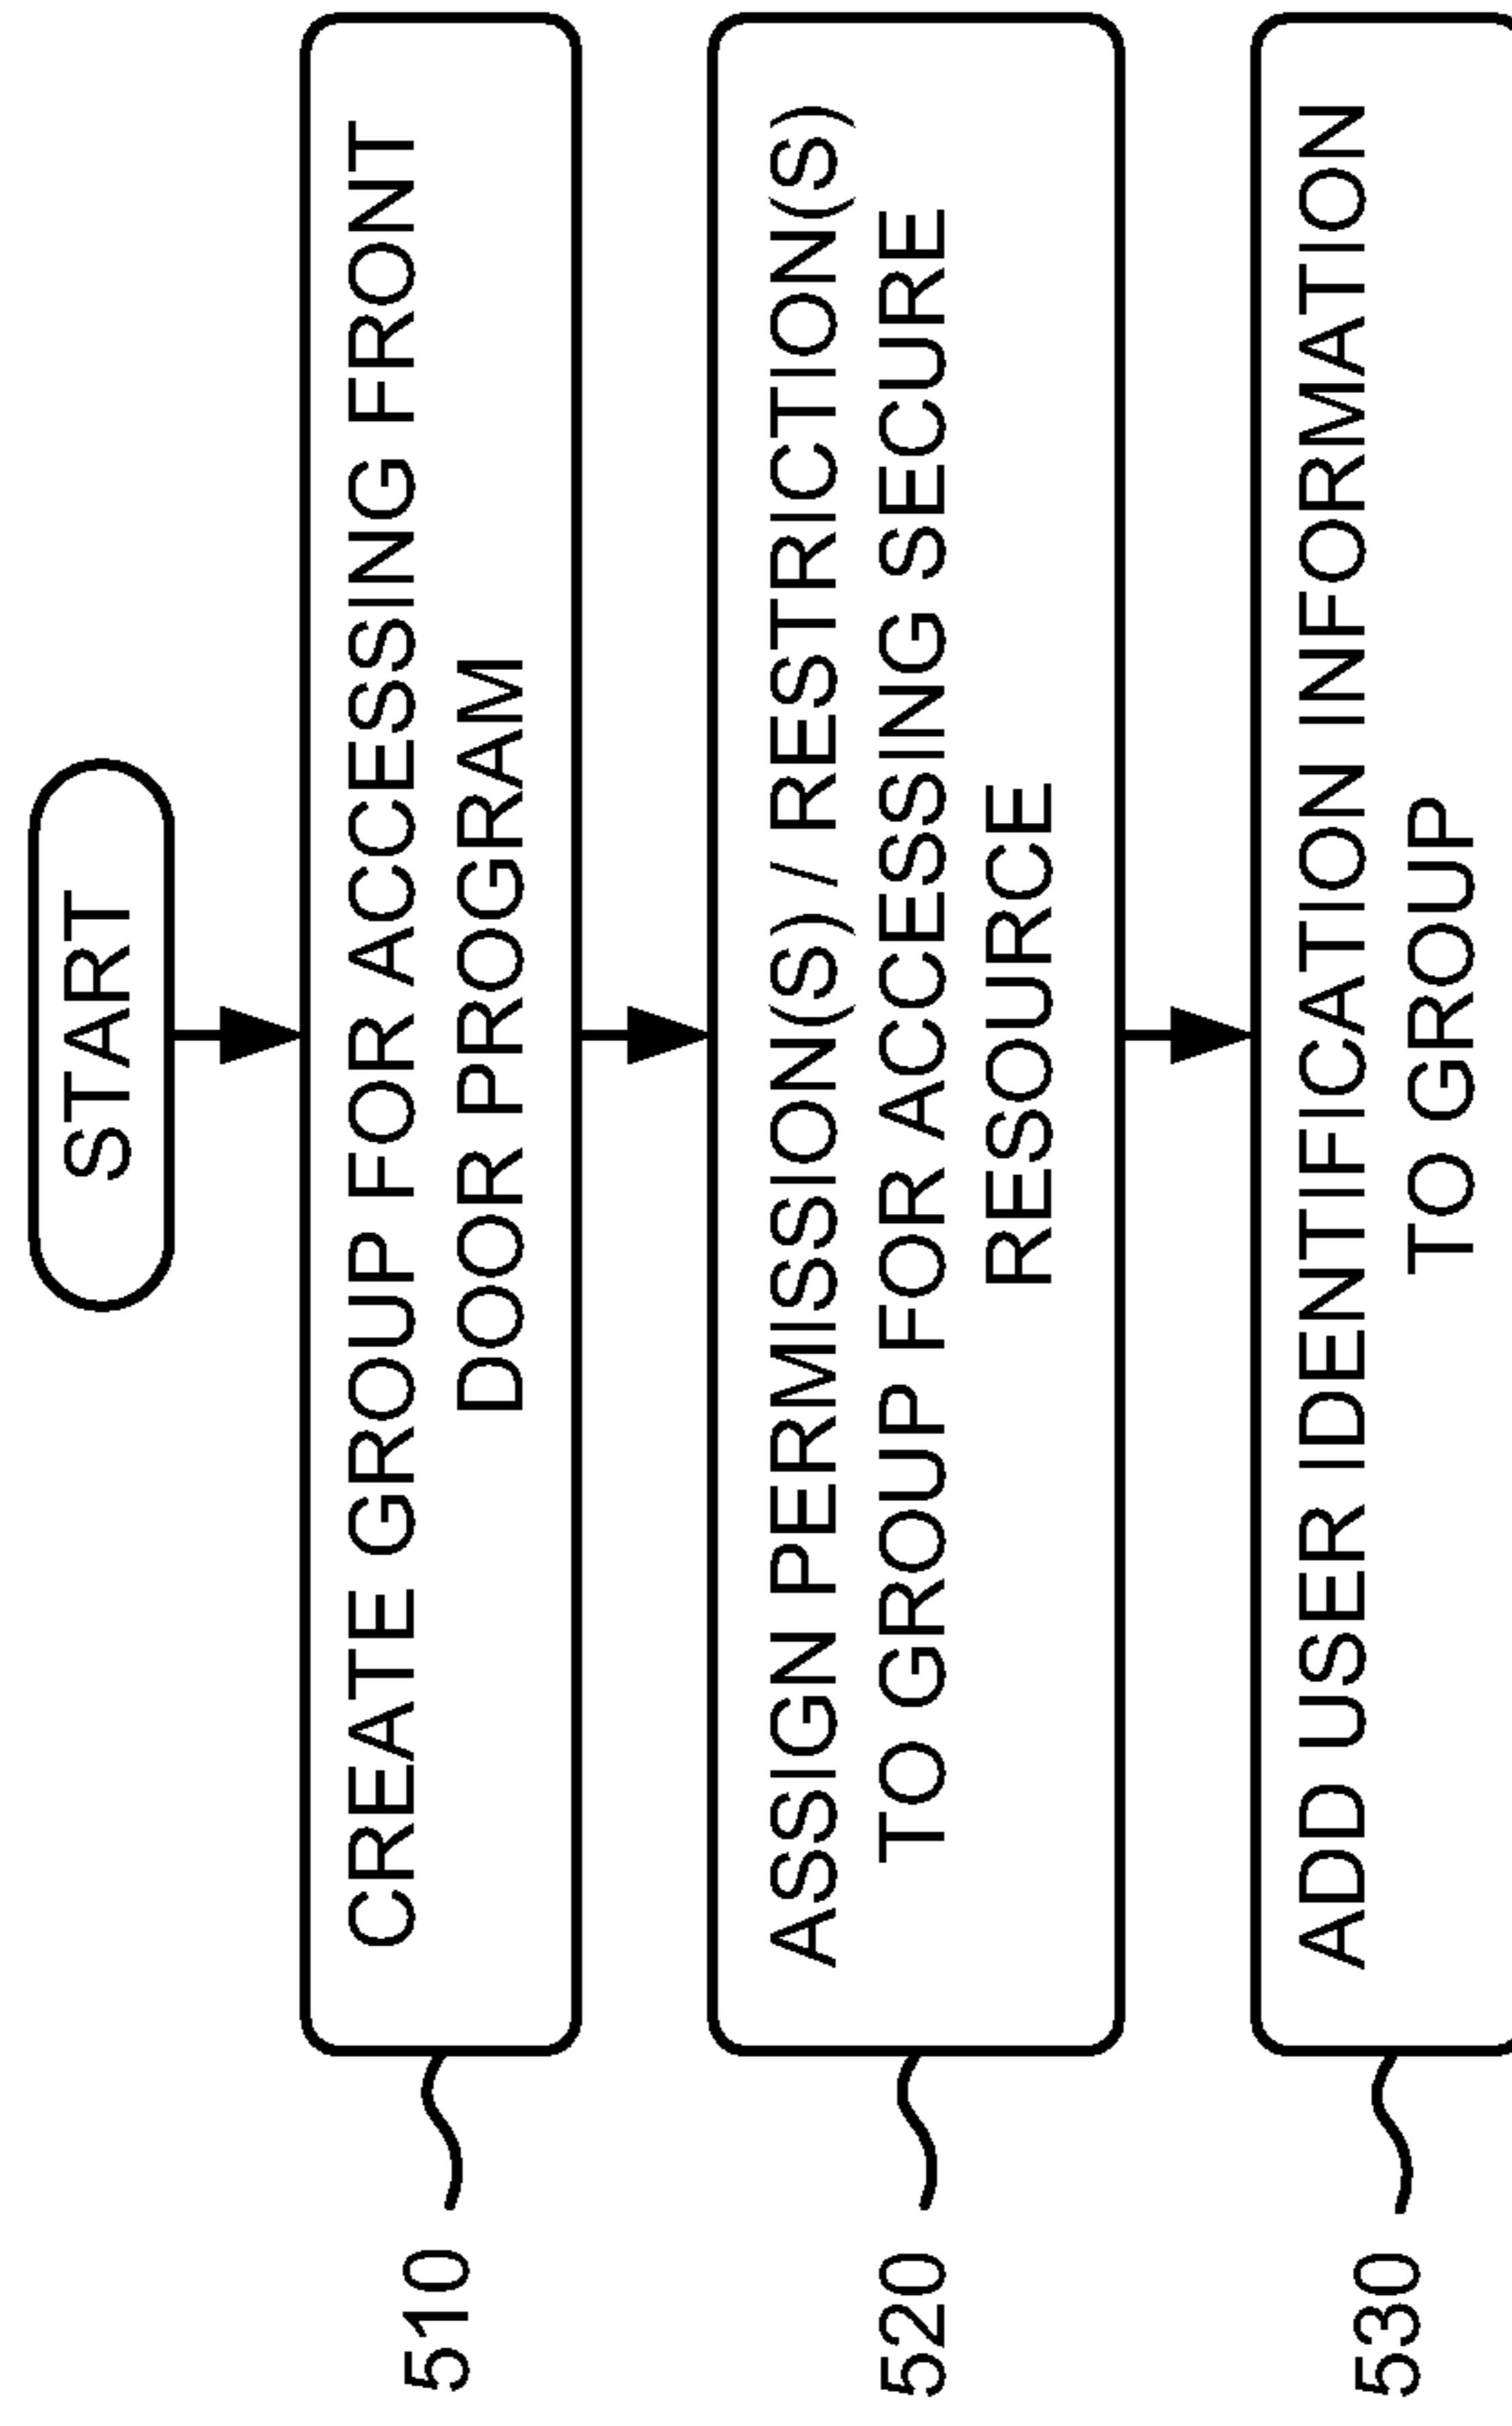 START
510
CREATE GROUP FOR ACCESSING FRONT
DOOR PROGRAM
520
ASSIGN PERMISSION(S) / RESTRICTION(S)
TO GROUP FOR ACCESSING SECURE
RESOURCE
530
ADD USER IDENTIFICATION INFORMATION
TO GROUP